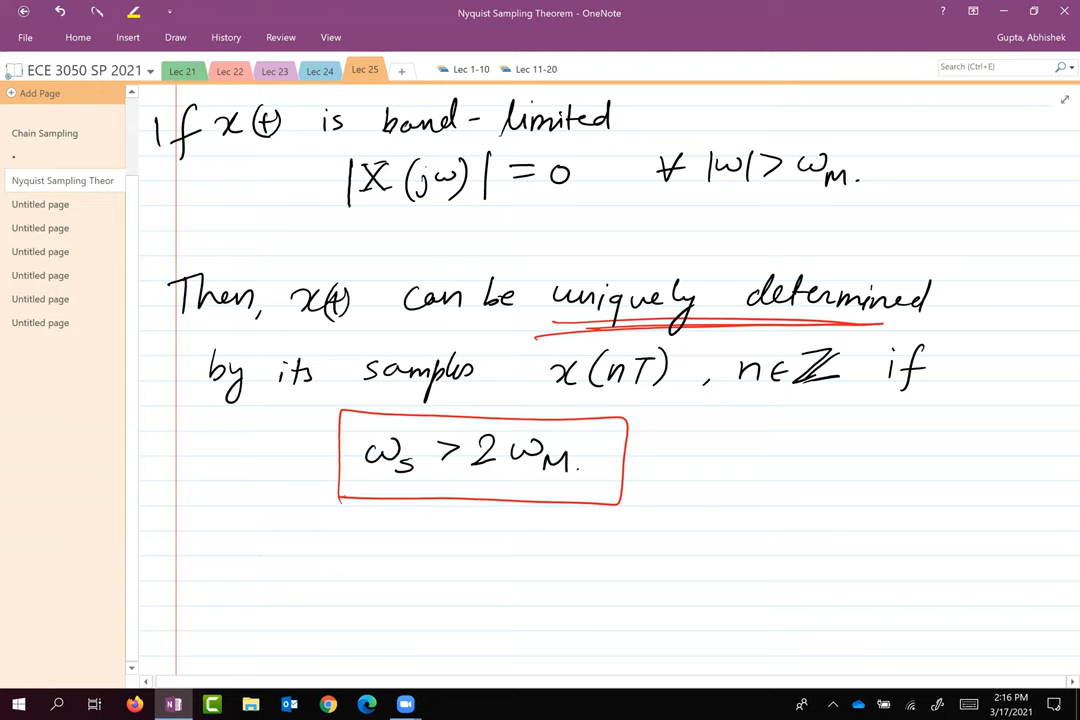 Nyquist Sampling Theorem - OneNote
File Home Insert Draw History Review View
Gupta, Abhishek
ECE 3050 SP 2021
Lec 21 Lec 22 Lec 23 Lec 24 Lec 25 + Lec 1-10 Lec 11-20
Search (Ctrl+E)
Add Page
Chain Sampling
Nyquist Sampling Theor
Untitled page
Untitled page
Untitled page
Untitled page
Untitled page
Untitled page
If x(t) is band-limited
|X(jω)| = 0 ∀ |ω| > ω_M.
Then, x(t) can be uniquely determined
by its samples x(nT), n∈ℤ if
ω_s > 2 ω_M.
2:16 PM
3/17/2021